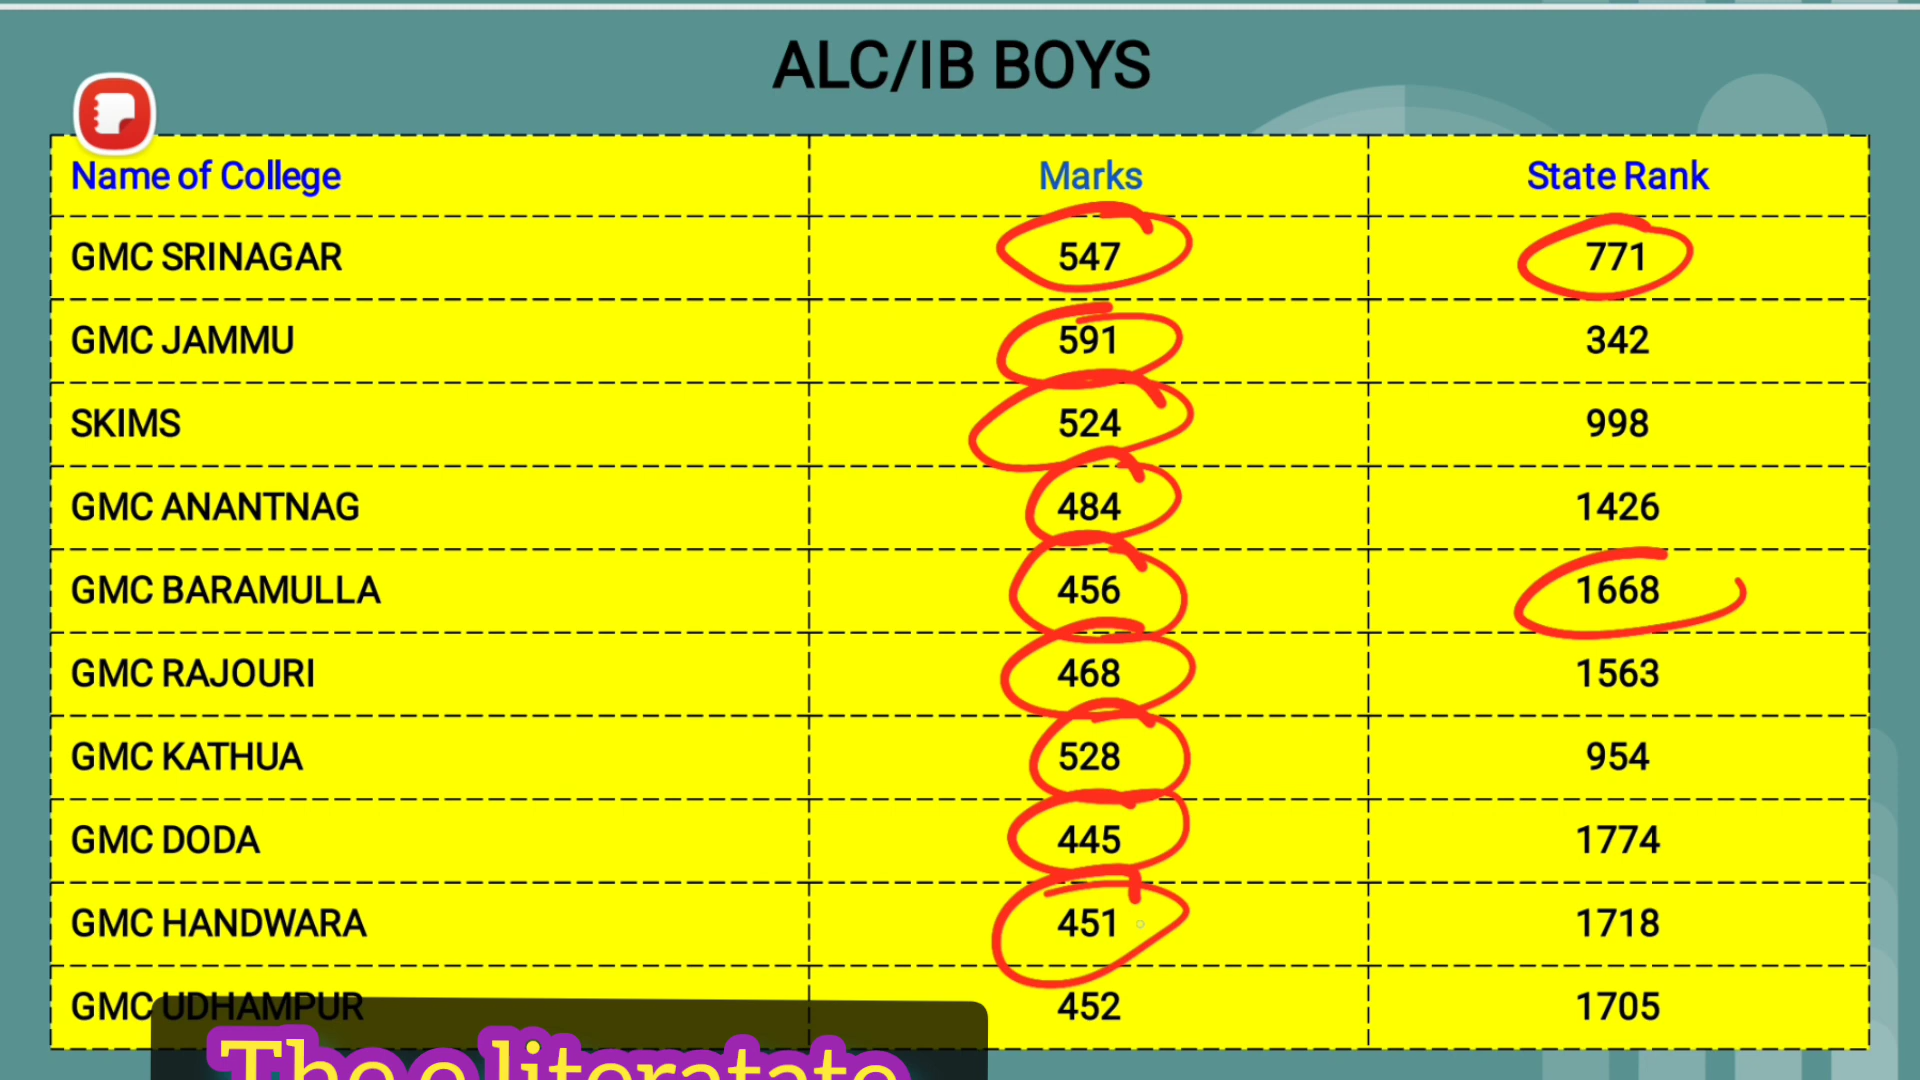 ALC/IB BOYS
Name of College Marks State Rank
GMC SRINAGAR 547 771
GMC JAMMU 591 342
SKIMS 524 998
GMC ANANTNAG 484 1426
GMC BARAMULLA 456 1668
GMC RAJOURI 468 1563
GMC KATHUA 528 954
GMC DODA 445 1774
GMC HANDWARA 451 1718
GMC UDHAMPUR 452 1705